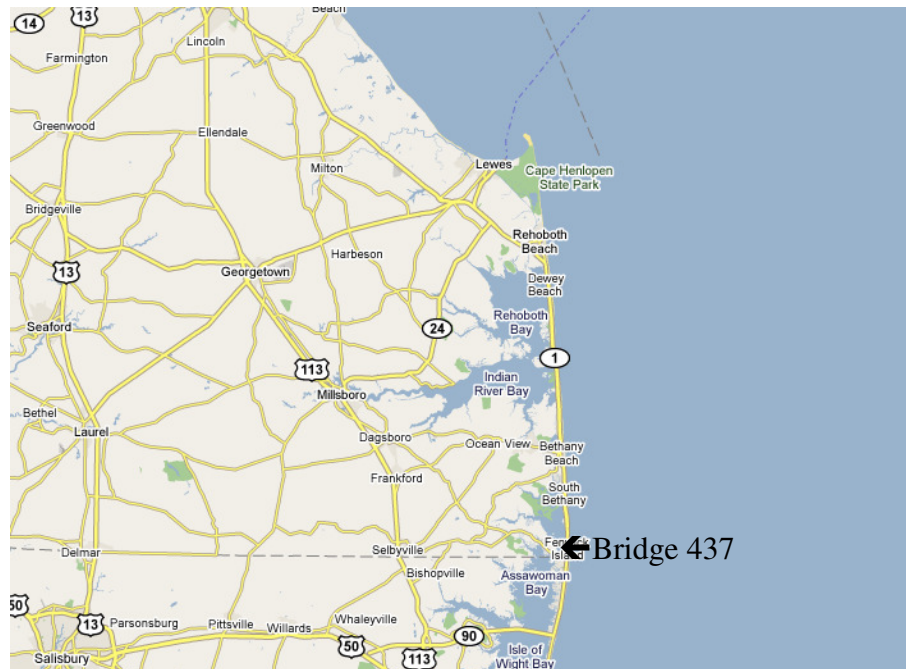 13
14
Beach
Lincoln
Farmington
Greenwood
Ellendale
Milton
Lewes
Cape Henlopen
State Park
Bridgeville
Rehoboth
Beach
Harbeson
13
Georgetown
Dewey
Beach
Seaford
Rehoboth
Bay
24
1
113
Indian
River Bay
Millsboro
Bethel
Laurel
Dagsboro
Ocean View
Bethany
Beach
Frankford
South
Bethany
Delmar
Selbyville
Bridge 437
Bishopville
Assawoman
Bay
50
13
Parsonsburg
Pittsville
Willards
Whaleyville
50
90
113
Salisbury
Isle of
Wight Bay